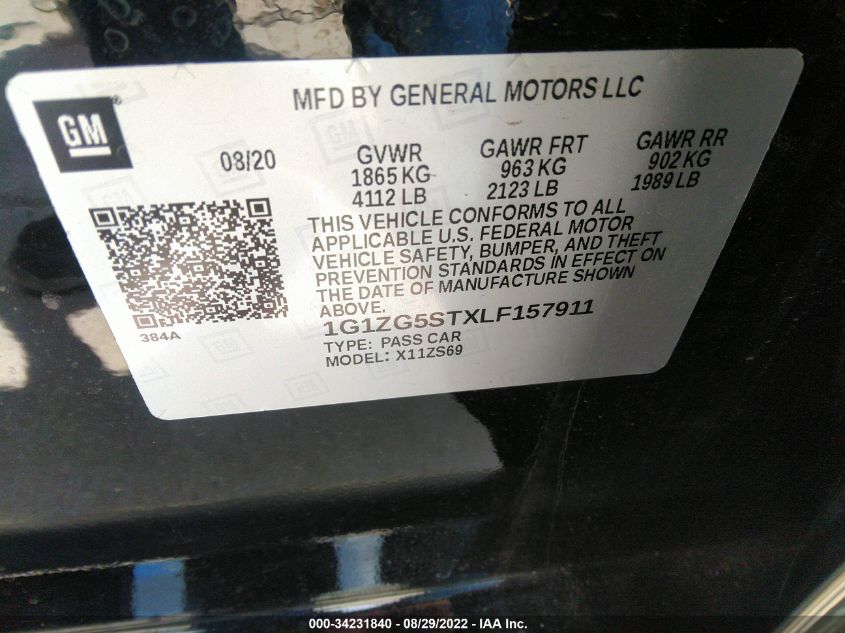 MFD BY GENERAL MOTORS LLC
GM
08/20
GVWR
1865 KG
4112 LB
GAWR FRT
963 KG
2123 LB
GAWR RR
902 KG
1989 LB
THIS VEHICLE CONFORMS TO ALL
APPLICABLE U.S. FEDERAL MOTOR
VEHICLE SAFETY, BUMPER, AND THEFT
PREVENTION STANDARDS IN EFFECT ON
THE DATE OF MANUFACTURE SHOWN
ABOVE.
384A
1G1ZG5STXLF157911
TYPE: PASS CAR
MODEL: X11ZS69
000-34231840 - 08/29/2022 - IAA Inc.